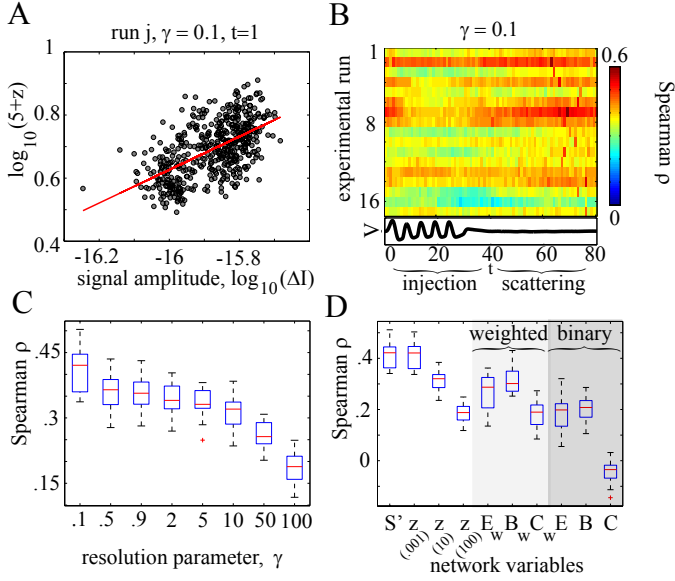 A
run j, γ = 0.1, t=1
log10(5+z)
1
0.8
0.6
0.4
-16.2
-16
-15.8
signal amplitude, log10(ΔI)
B
γ = 0.1
experimental run
1
8
16
0.6
0
Spearman ρ
V
0
20
40
60
80
t
injection
scattering
C
Spearman ρ
.45
.3
.15
.1
.5
.9
2
5
10
50
100
resolution parameter, γ
D
weighted
binary
Spearman ρ
.4
.2
0
S' z z z E B C E B C
(.001) (10) (100) w w w
network variables